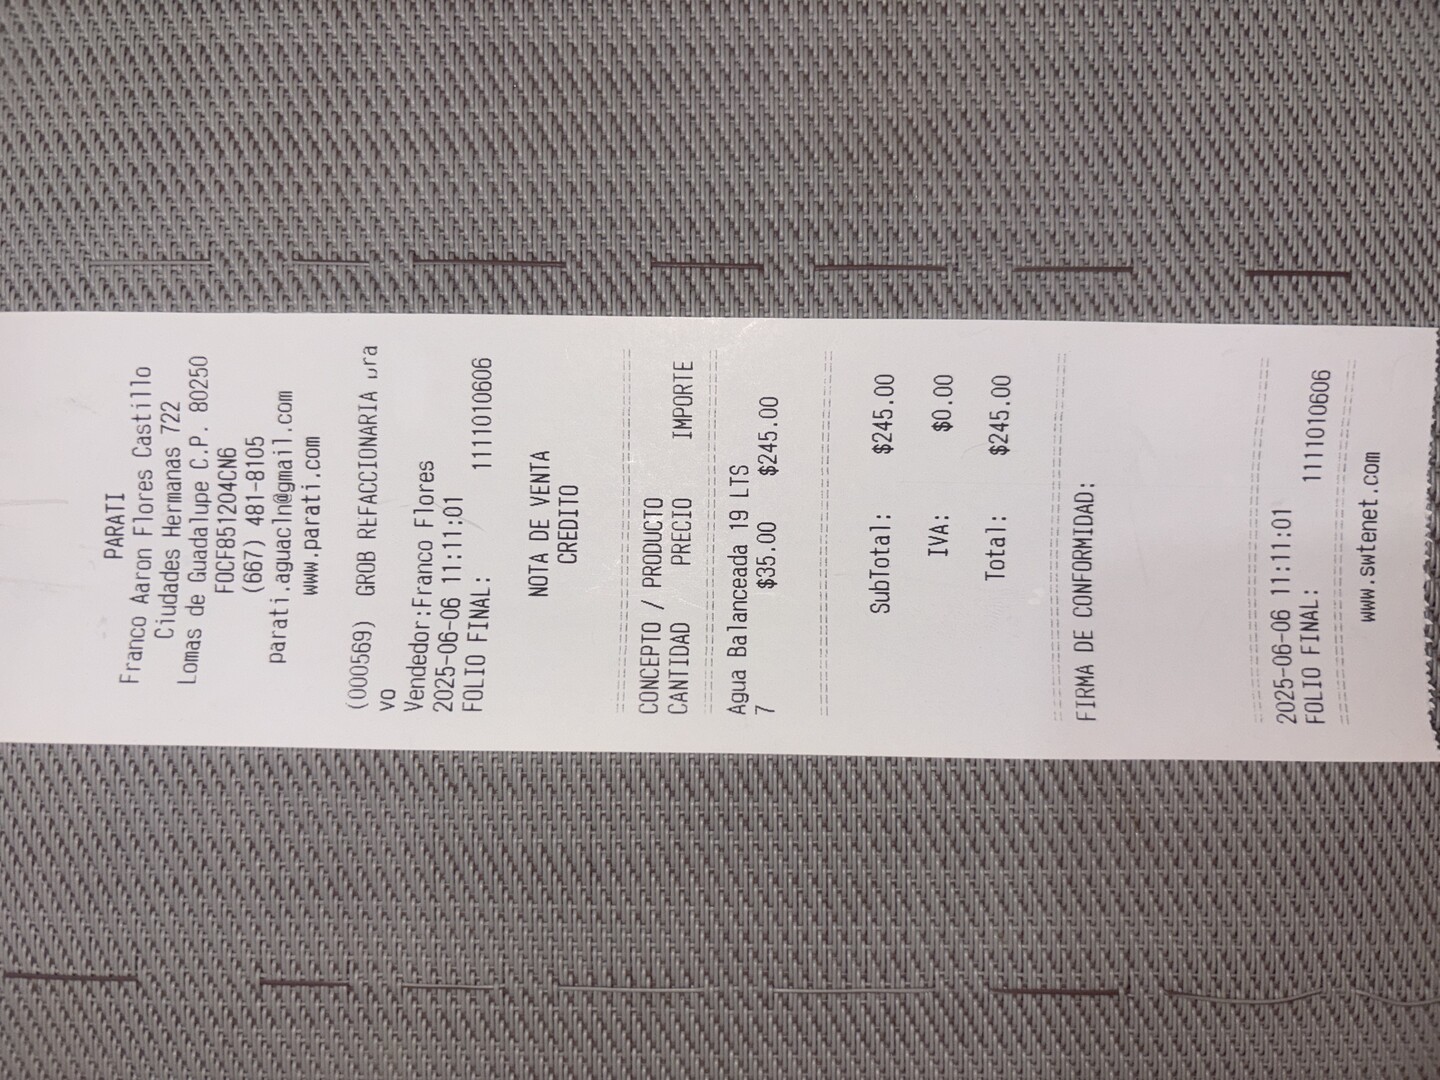 PARATI
Franco Aaron Flores Castillo
Ciudades Hermanas 722
Lomas de Guadalupe C.P. 80250
FOCF851204CN6
(667) 481-8105
parati.aguacln@gmail.com
www.parati.com
(000569) GROB REFACCIONARIA
vo
Vendedor:Franco Flores
2025-06-06 11:11:01
FOLIO FINAL: 1111010606
NOTA DE VENTA
CREDITO
CONCEPTO / PRODUCTO
CANTIDAD PRECIO IMPORTE
Agua Balanceada 19 LTS
7 $35.00 $245.00
SubTotal: $245.00
IVA: $0.00
Total: $245.00
FIRMA DE CONFORMIDAD:
2025-06-06 11:11:01
FOLIO FINAL: 1111010606
www.swtenet.com